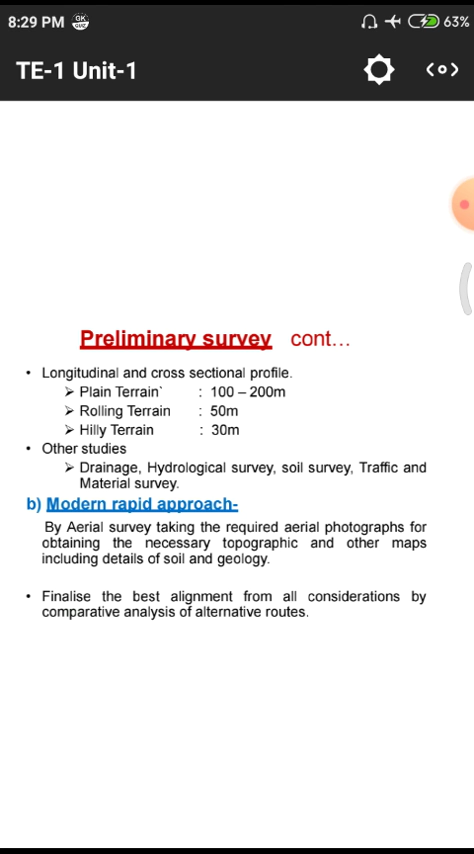 8:29 PM
63%
TE-1 Unit-1
Preliminary survey cont...
• Longitudinal and cross sectional profile.
➢ Plain Terrain` : 100 – 200m
➢ Rolling Terrain : 50m
➢ Hilly Terrain : 30m
• Other studies
➢ Drainage, Hydrological survey, soil survey, Traffic and
Material survey.
b) Modern rapid approach-
By Aerial survey taking the required aerial photographs for
obtaining the necessary topographic and other maps
including details of soil and geology.
• Finalise the best alignment from all considerations by
comparative analysis of alternative routes.